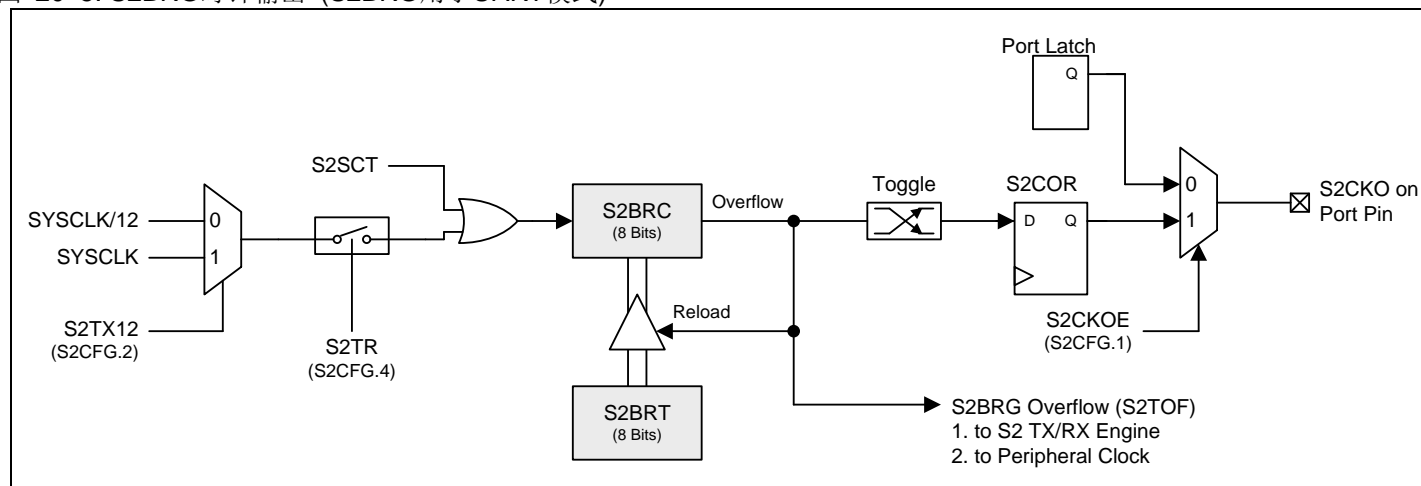 Port Latch
Q
S2SCT
SYSCLK/12
0
SYSCLK
1
S2TX12
(S2CFG.2)
S2TR
(S2CFG.4)
S2BRC
(8 Bits)
Overflow
Toggle
S2COR
D
Q
0
1
S2CKO on
Port Pin
Reload
S2CKOE
(S2CFG.1)
S2BRT
(8 Bits)
S2BRG Overflow (S2TOF)
1. to S2 TX/RX Engine
2. to Peripheral Clock